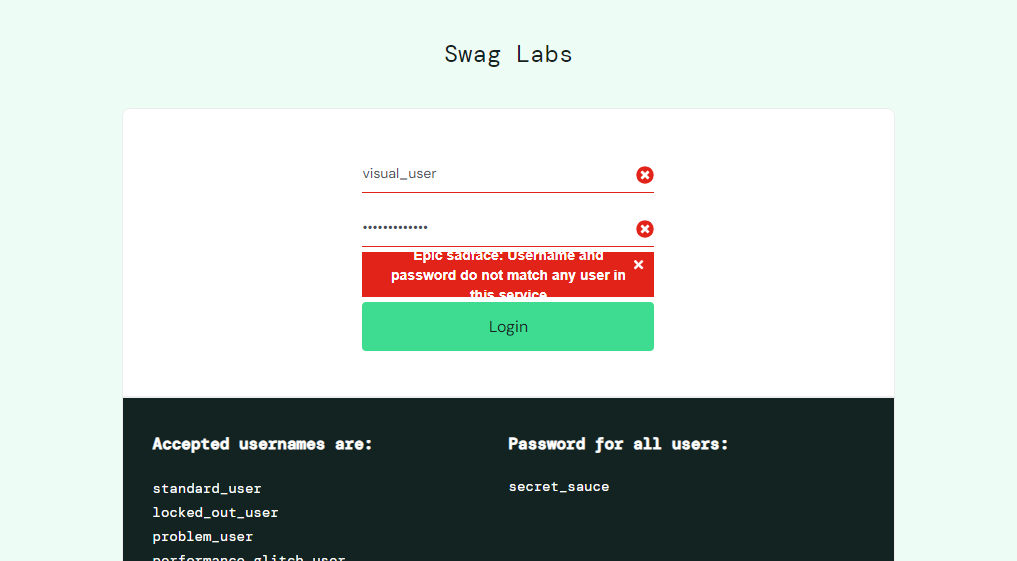 Swag Labs
visual_user
•••••••••••••
Epic sadface: Username and
password do not match any user in
this service
Login
Accepted usernames are:
standard_user
locked_out_user
problem_user
performance_glitch_user
Password for all users:
secret_sauce